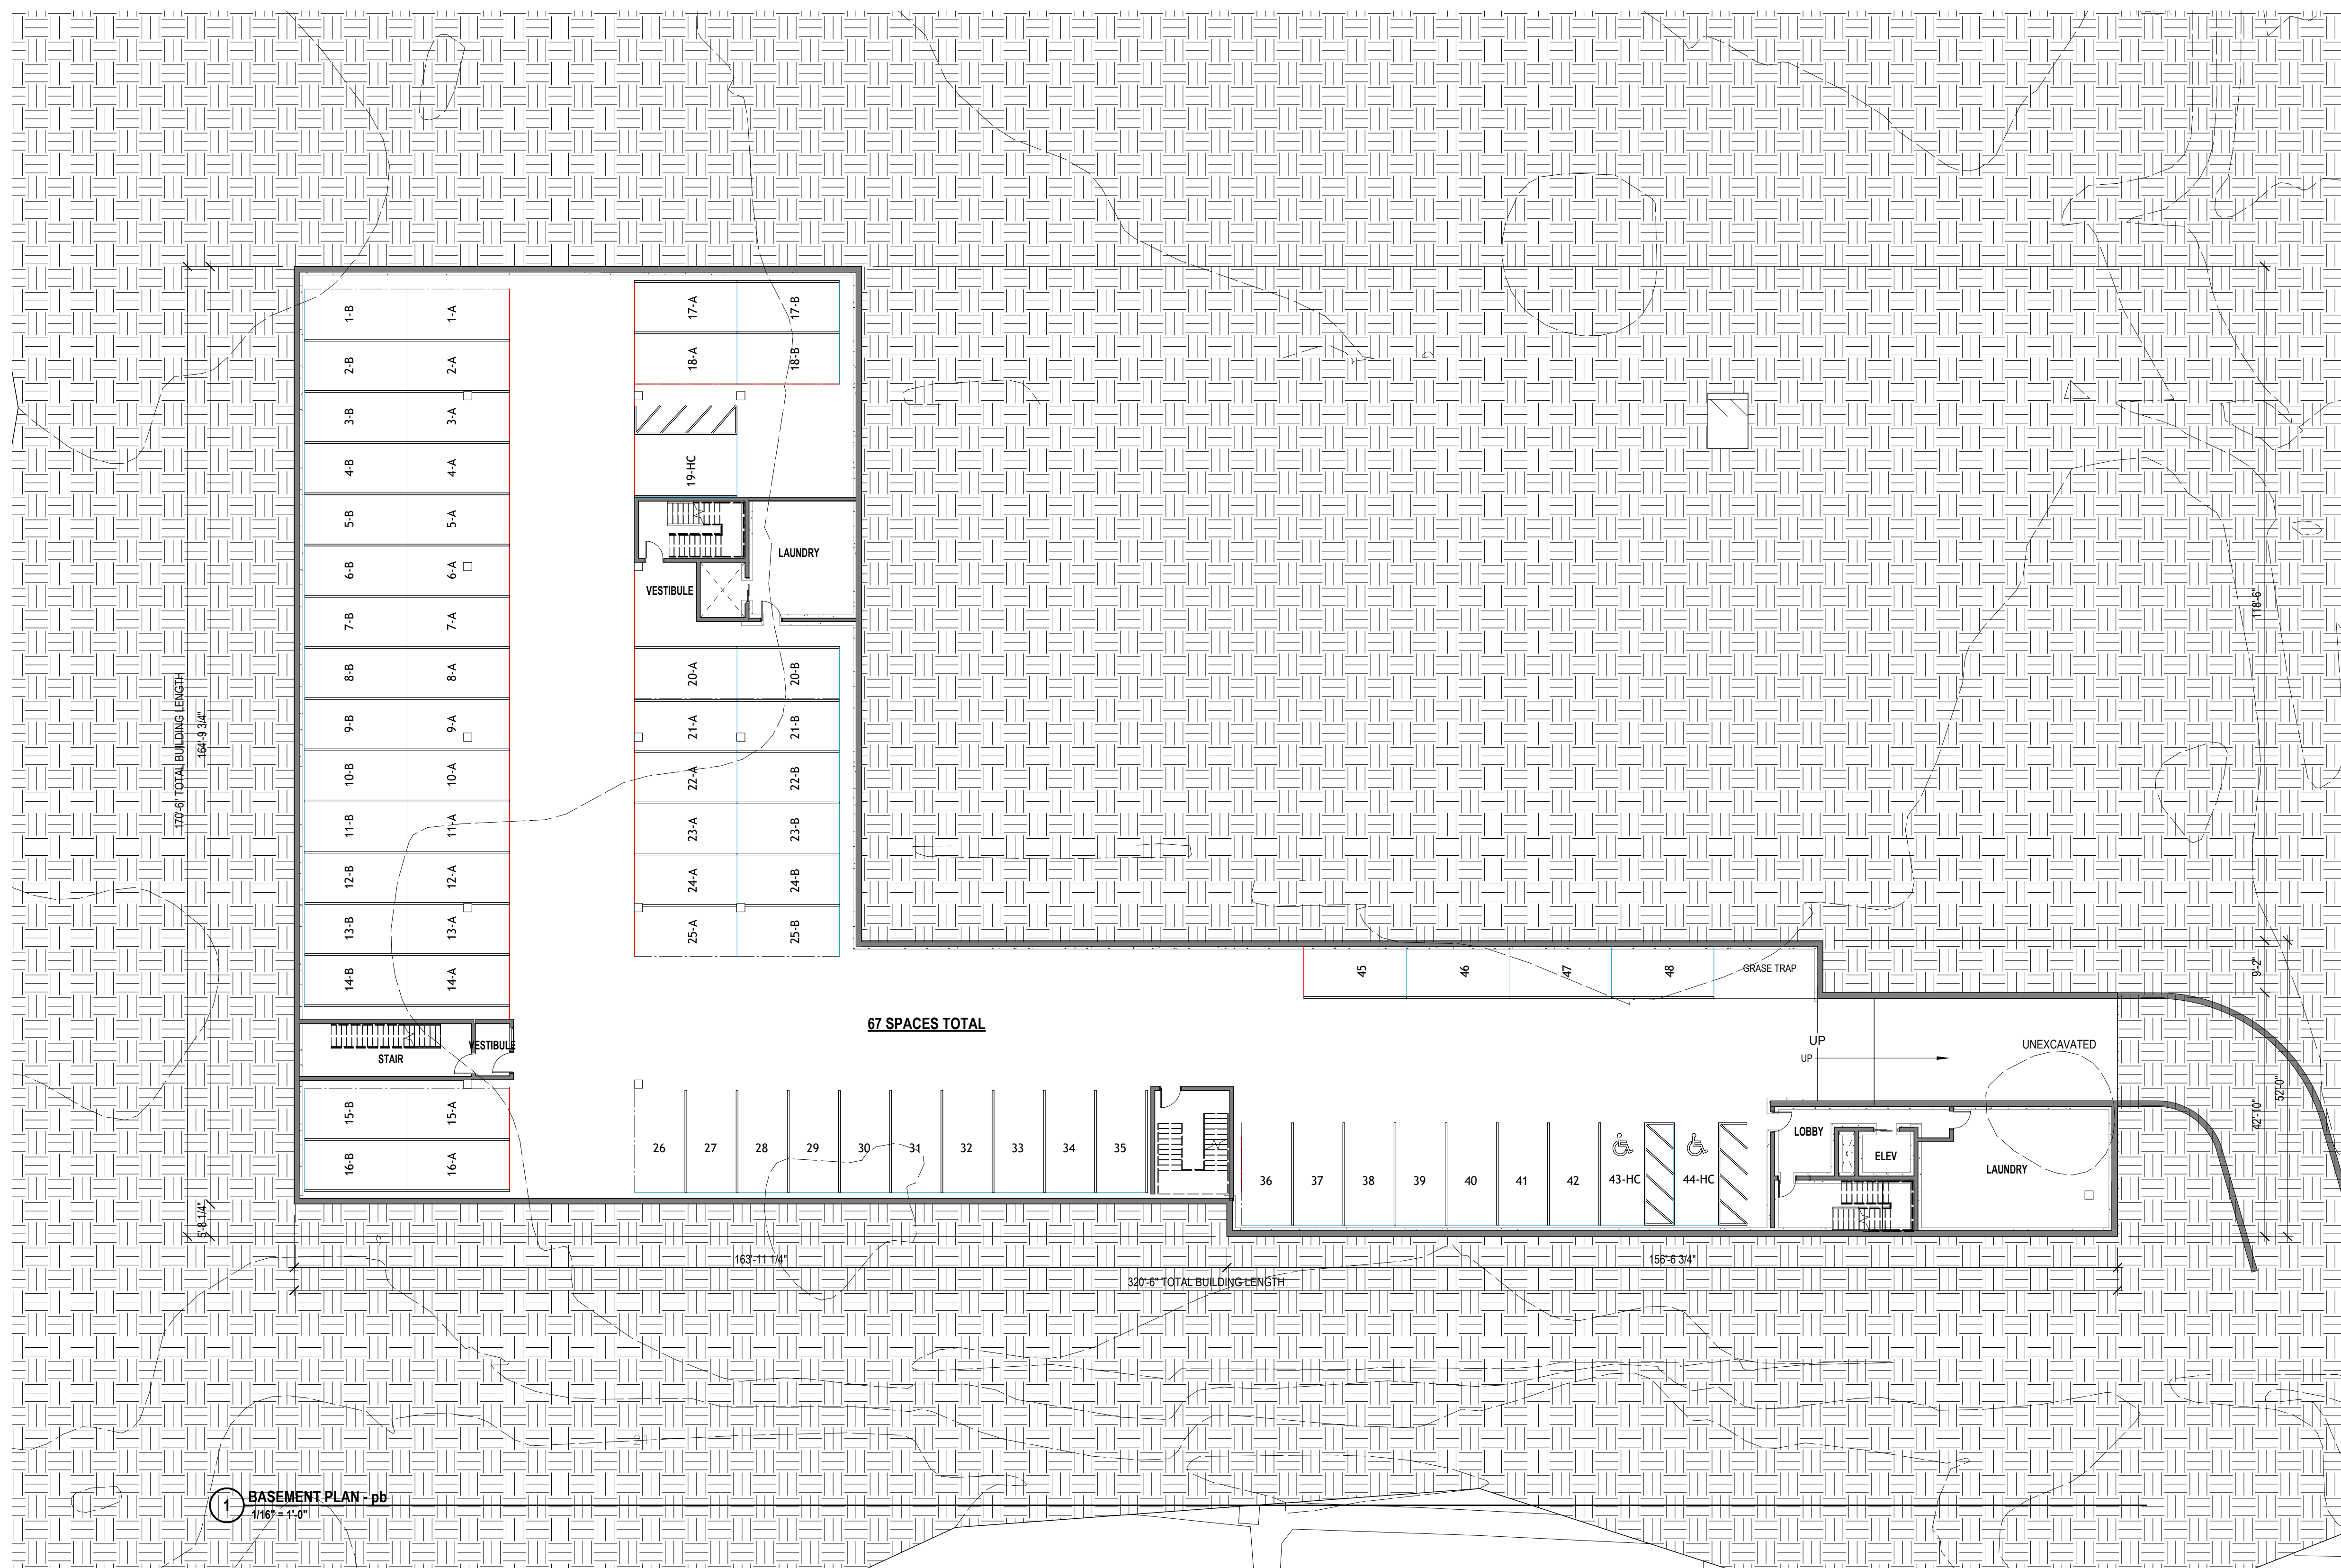 1-B 1-A 17-A 17-B
2-B 2-A 18-A 18-B
3-B 3-A
4-B 4-A 19-HC
5-B 5-A
LAUNDRY
6-B 6-A
VESTIBULE
7-B 7-A
118'-6"
8-B 8-A 20-A 20-B
9-B 9-A 21-A 21-B
170'-6" TOTAL BUILDING LENGTH
164'-9 3/4"
10-B 10-A 22-A 22-B
11-B 11-A 23-A 23-B
12-B 12-A 24-A 24-B
13-B 13-A 25-A 25-B
14-B 14-A
45 46 47 48 GRASE TRAP
9'-2"
67 SPACES TOTAL
STAIR
VESTIBULE
UP
UP
UNEXCAVATED
52'-0"
42'-10"
15-B 15-A
16-B 16-A
26 27 28 29 30 31 32 33 34 35
36 37 38 39 40 41 42 43-HC 44-HC
LOBBY
ELEV
LAUNDRY
5'-8 1/4"
163'-11 1/4"
156'-6 3/4"
320'-6" TOTAL BUILDING LENGTH
21
1
BASEMENT PLAN - pb
1/16" = 1'-0"